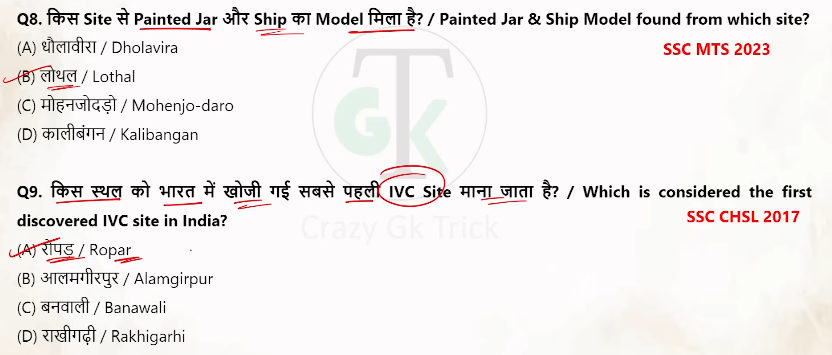 Q8. किस Site से Painted Jar और Ship का Model मिला है? / Painted Jar & Ship Model found from which site?
(A) धौलावीरा / Dholavira
SSC MTS 2023
(B) लोथल / Lothal
(C) मोहनजोदड़ो / Mohenjo-daro
(D) कालीबंगन / Kalibangan
TGK
Q9. किस स्थल को भारत में खोजी गई सबसे पहली IVC Site माना जाता है? / Which is considered the first
discovered IVC site in India?
SSC CHSL 2017
Crazy Gk Trick
(A) रोपड़ / Ropar
(B) आलमगीरपुर / Alamgirpur
(C) बनवाली / Banawali
(D) राखीगढ़ी / Rakhigarhi